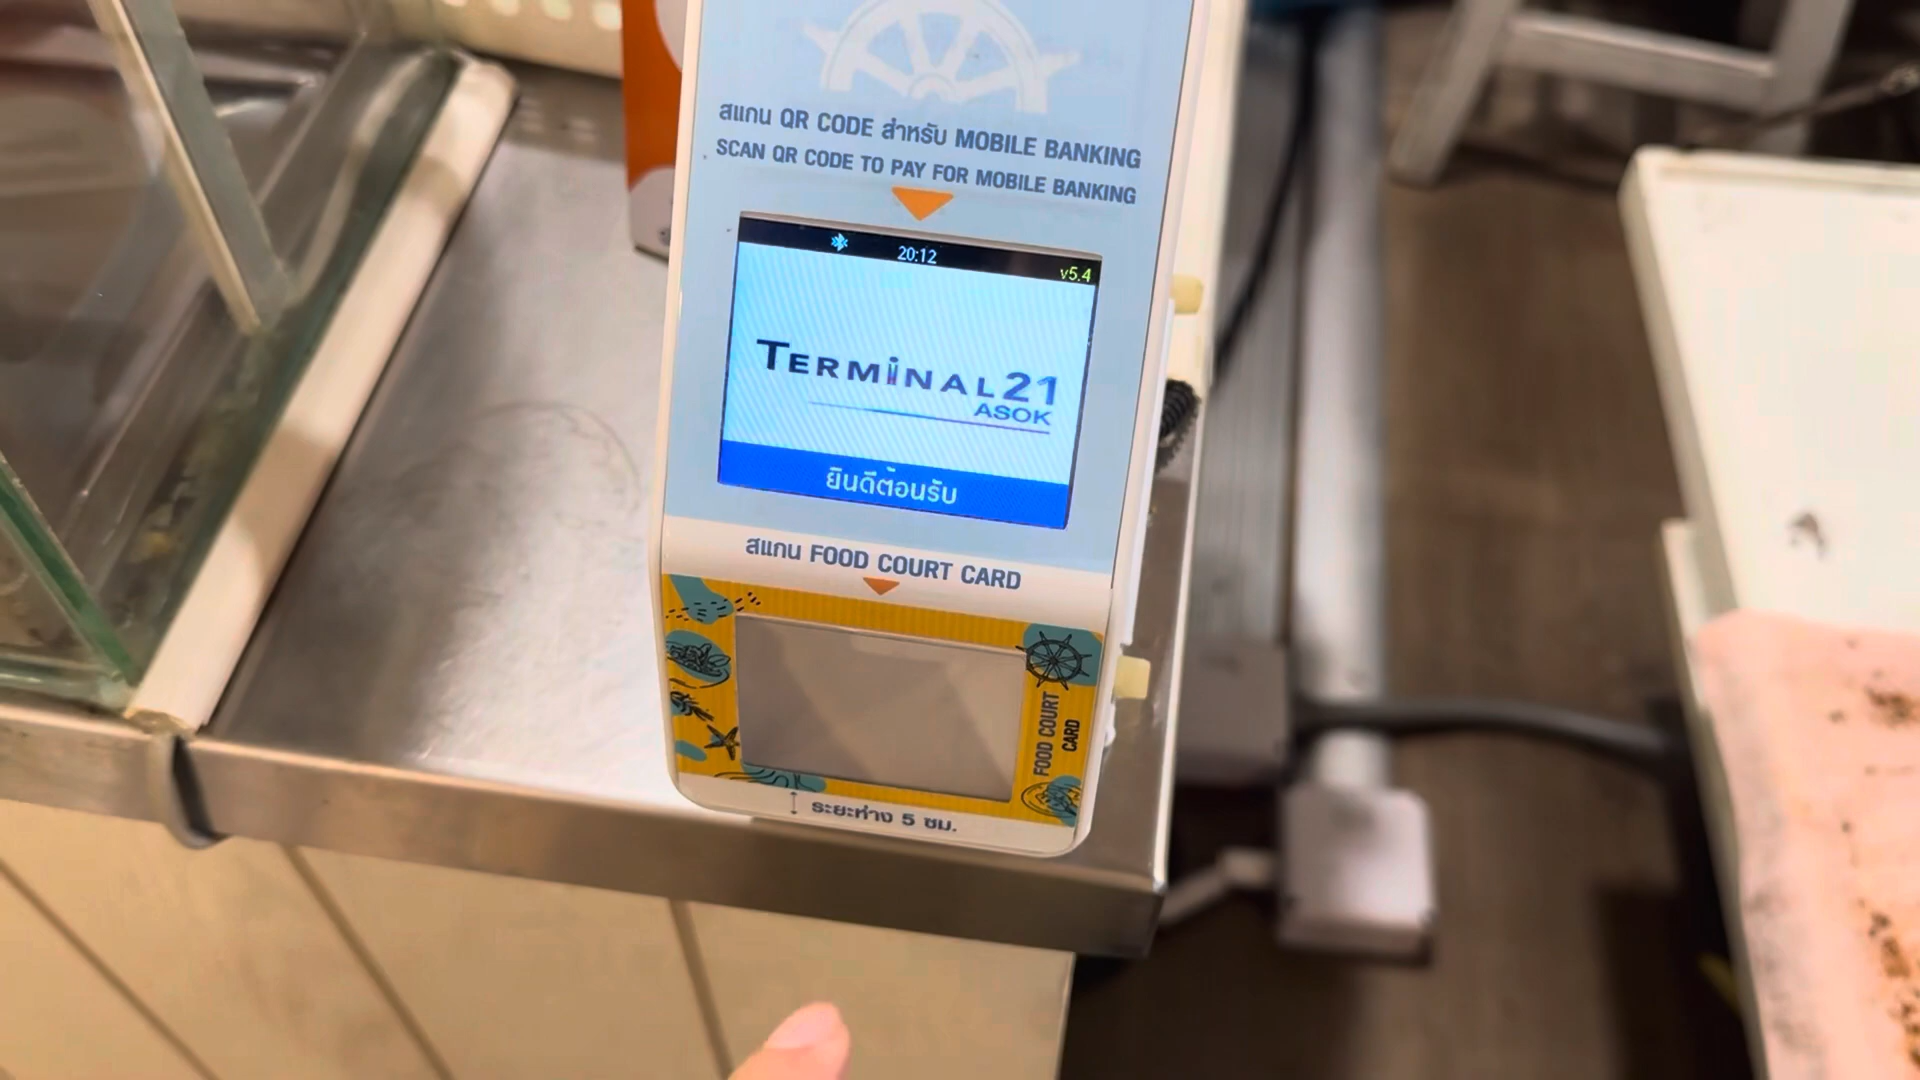 สแกน QR CODE สำหรับ MOBILE BANKING
SCAN QR CODE TO PAY FOR MOBILE BANKING
20:12
v5.4
TERMiNAL21
ASOK
ยินดีต้อนรับ
สแกน FOOD COURT CARD
FOOD COURT
CARD
ระยะห่าง 5 ซม.